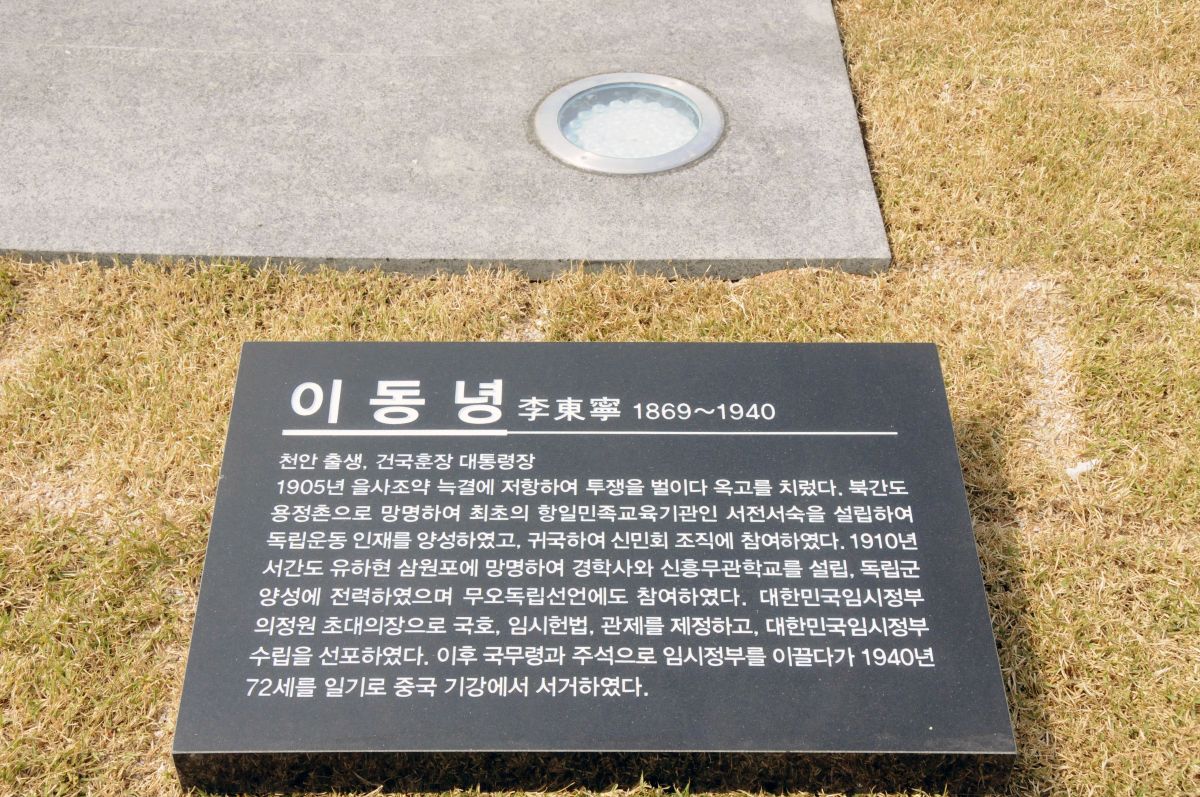 이동녕 李東寧 1869~1940
천안 출생, 건국훈장 대통령장
1905년 을사조약 늑결에 저항하여 투쟁을 벌이다 옥고를 치렀다. 북간도
용정촌으로 망명하여 최초의 항일민족교육기관인 서전서숙을 설립하여
독립운동 인재를 양성하였고, 귀국하여 신민회 조직에 참여하였다. 1910년
서간도 유하현 삼원포에 망명하여 경학사와 신흥무관학교를 설립, 독립군
양성에 전력하였으며 무오독립선언에도 참여하였다. 대한민국임시정부
의정원 초대의장으로 국호, 임시헌법, 관제를 제정하고, 대한민국임시정부
수립을 선포하였다. 이후 국무령과 주석으로 임시정부를 이끌다가 1940년
72세를 일기로 중국 기강에서 서거하였다.